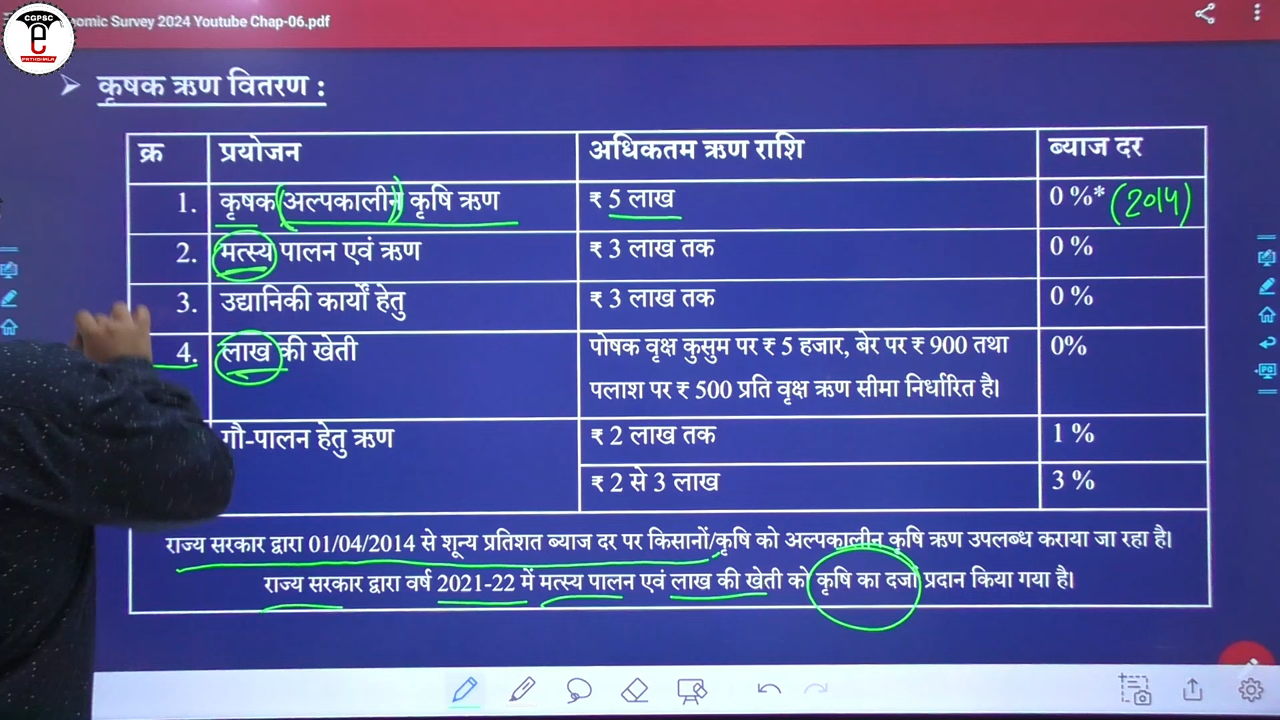 CGPSC
e
PATHSHALA
omic Survey 2024 Youtube Chap-06.pdf
कृषक ऋण वितरण :
क्र प्रयोजन अधिकतम ऋण राशि ब्याज दर
1. कृषक (अल्पकालीन) कृषि ऋण ₹ 5 लाख 0 %* (2014)
2. मत्स्य पालन एवं ऋण ₹ 3 लाख तक 0 %
3. उद्यानिकी कार्यों हेतु ₹ 3 लाख तक 0 %
4. लाख की खेती पोषक वृक्ष कुसुम पर ₹ 5 हजार, बेर पर ₹ 900 तथा 0%
पलाश पर ₹ 500 प्रति वृक्ष ऋण सीमा निर्धारित है।
गौ-पालन हेतु ऋण ₹ 2 लाख तक 1 %
₹ 2 से 3 लाख 3 %
राज्य सरकार द्वारा 01/04/2014 से शून्य प्रतिशत ब्याज दर पर किसानों/कृषि को अल्पकालीन कृषि ऋण उपलब्ध कराया जा रहा है।
राज्य सरकार द्वारा वर्ष 2021-22 में मत्स्य पालन एवं लाख की खेती को कृषि का दर्जा प्रदान किया गया है।